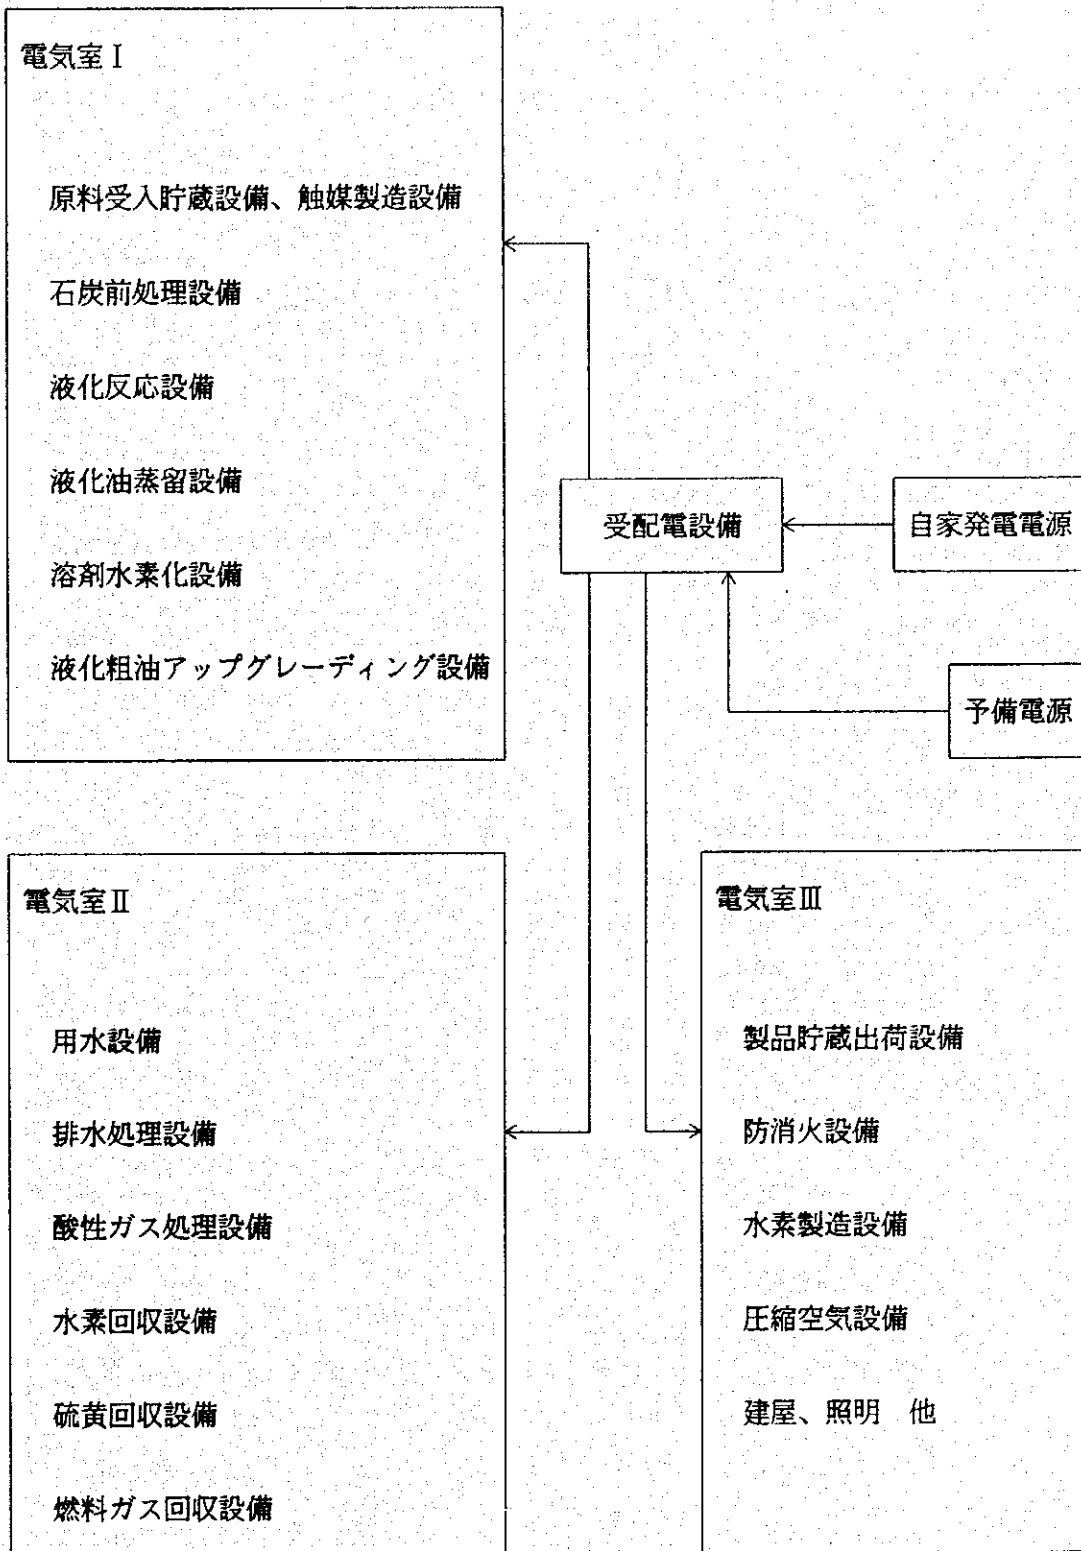 電気室Ⅰ
原料受入貯蔵設備、触媒製造設備
石炭前処理設備
液化反応設備
液化油蒸留設備
溶剤水素化設備
液化粗油アップグレーディング設備
受配電設備
自家発電電源
予備電源
電気室Ⅱ
用水設備
排水処理設備
酸性ガス処理設備
水素回収設備
硫黄回収設備
燃料ガス回収設備
電気室Ⅲ
製品貯蔵出荷設備
防消火設備
水素製造設備
圧縮空気設備
建屋、照明　他